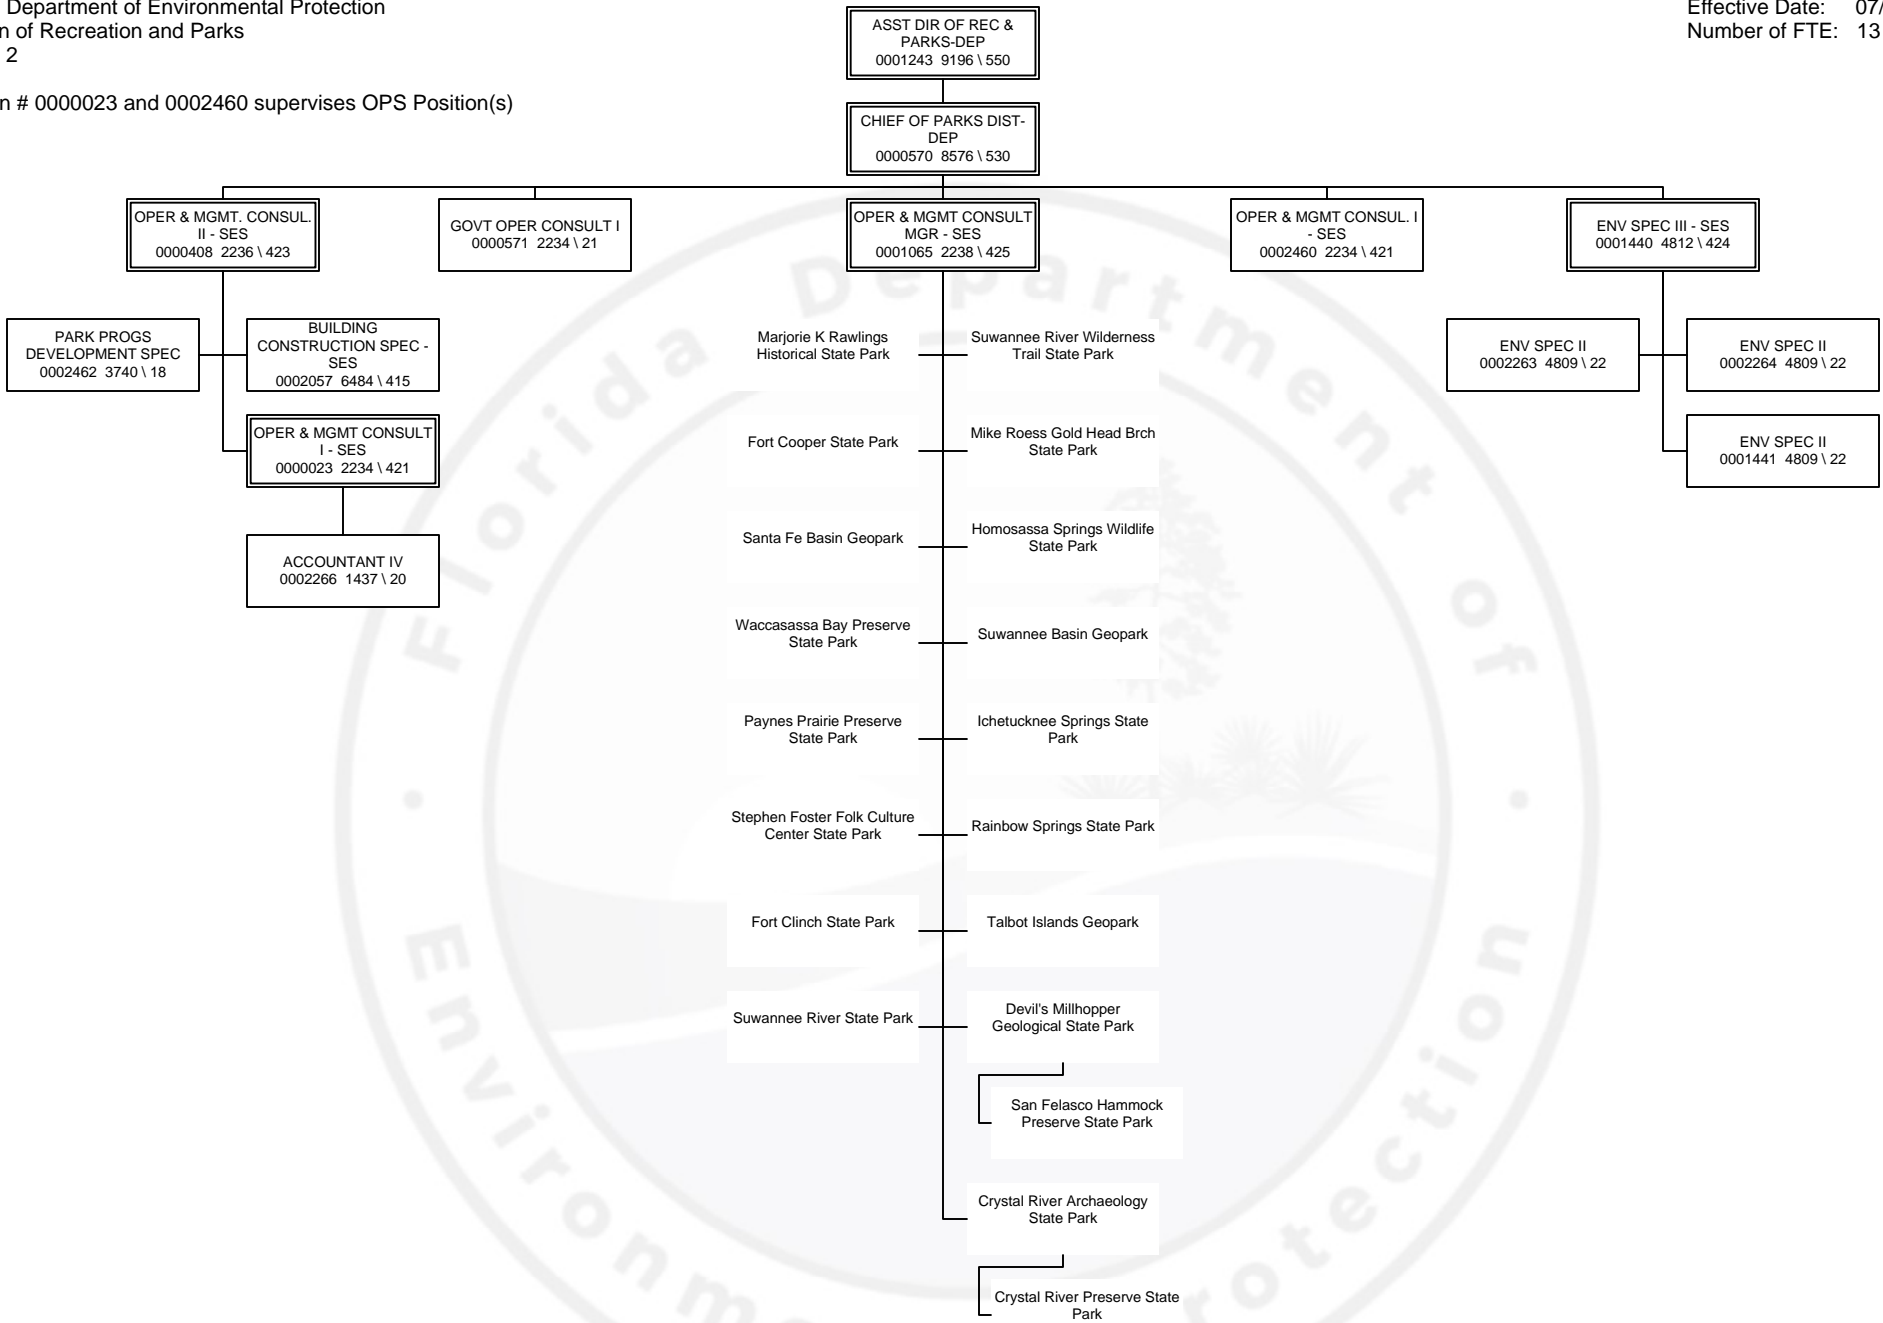 Department of Environmental Protection
of Recreation and Parks
2
# 0000023 and 0002460 supervises OPS Position(s)
Effective Date: 07/
Number of FTE: 13
ASST DIR OF REC &
PARKS-DEP
0001243 9196 \ 550
CHIEF OF PARKS DIST-
DEP
0000570 8576 \ 530
OPER & MGMT. CONSUL.
II - SES
0000408 2236 \ 423
GOVT OPER CONSULT I
0000571 2234 \ 21
OPER & MGMT CONSULT
MGR - SES
0001065 2238 \ 425
OPER & MGMT CONSUL. I
- SES
0002460 2234 \ 421
ENV SPEC III - SES
0001440 4812 \ 424
PARK PROGS
DEVELOPMENT SPEC
0002462 3740 \ 18
BUILDING
CONSTRUCTION SPEC -
SES
0002057 6484 \ 415
OPER & MGMT CONSULT
I - SES
0000023 2234 \ 421
ACCOUNTANT IV
0002266 1437 \ 20
Marjorie K Rawlings
Historical State Park
Suwannee River Wilderness
Trail State Park
Fort Cooper State Park
Mike Roess Gold Head Brch
State Park
Santa Fe Basin Geopark
Homosassa Springs Wildlife
State Park
Waccasassa Bay Preserve
State Park
Suwannee Basin Geopark
Paynes Prairie Preserve
State Park
Ichetucknee Springs State
Park
Stephen Foster Folk Culture
Center State Park
Rainbow Springs State Park
Fort Clinch State Park
Talbot Islands Geopark
Suwannee River State Park
Devil's Millhopper
Geological State Park
San Felasco Hammock
Preserve State Park
Crystal River Archaeology
State Park
Crystal River Preserve State
Park
ENV SPEC II
0002263 4809 \ 22
ENV SPEC II
0002264 4809 \ 22
ENV SPEC II
0001441 4809 \ 22
Florida Department of
Environm
rotection